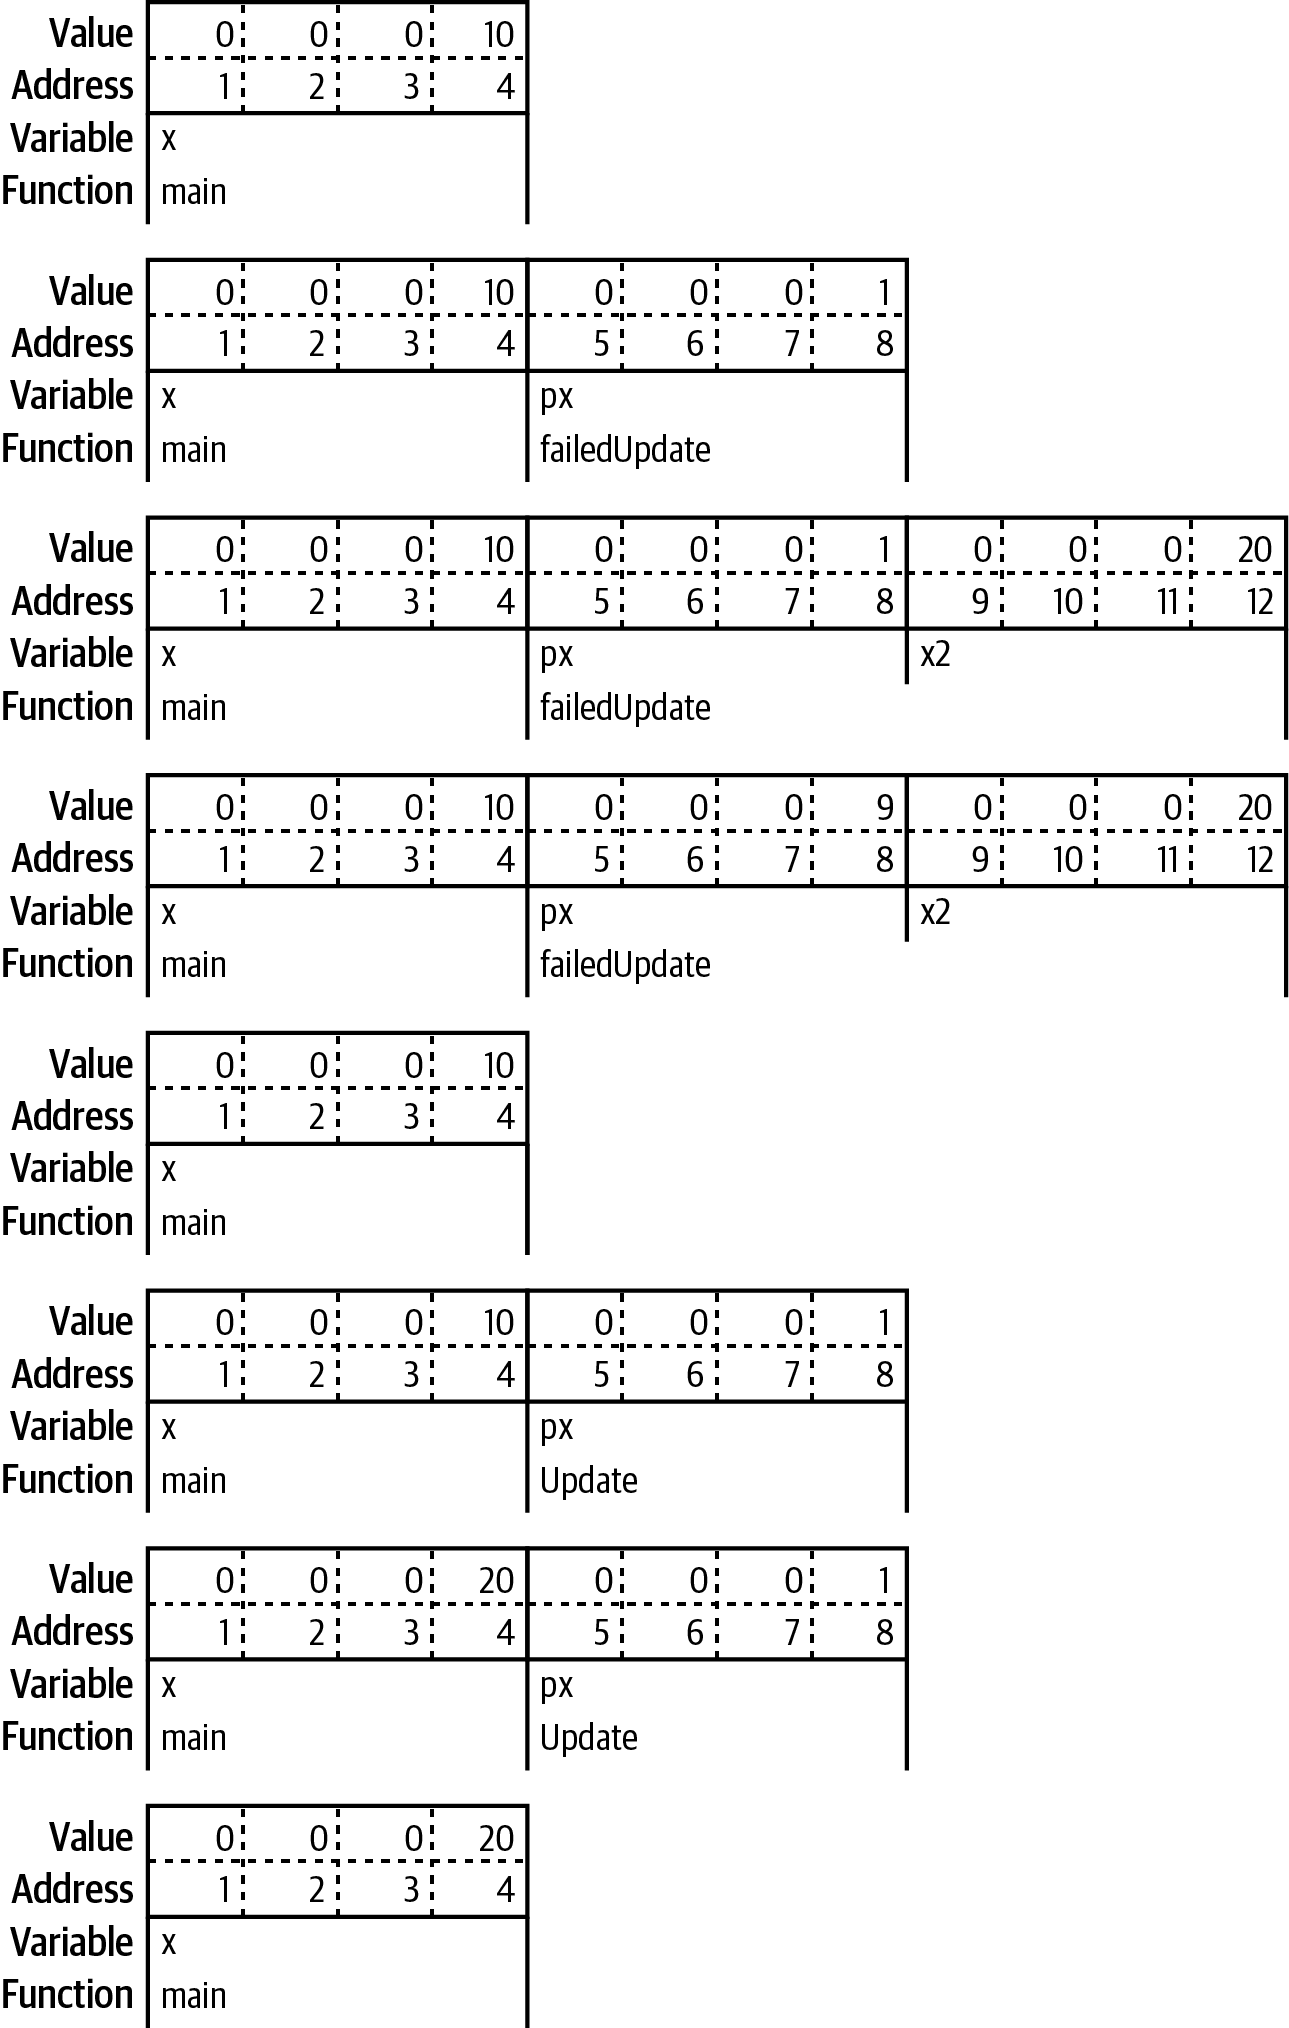 Value 0 0 0 10
Address 1 2 3 4
Variable x
Function main
Value 0 0 0 10 0 0 0 1
Address 1 2 3 4 5 6 7 8
Variable x px
Function main failedUpdate
Value 0 0 0 10 0 0 0 1 0 0 0 20
Address 1 2 3 4 5 6 7 8 9 10 11 12
Variable x px x2
Function main failedUpdate
Value 0 0 0 10 0 0 0 9 0 0 0 20
Address 1 2 3 4 5 6 7 8 9 10 11 12
Variable x px x2
Function main failedUpdate
Value 0 0 0 10
Address 1 2 3 4
Variable x
Function main
Value 0 0 0 10 0 0 0 1
Address 1 2 3 4 5 6 7 8
Variable x px
Function main Update
Value 0 0 0 20 0 0 0 1
Address 1 2 3 4 5 6 7 8
Variable x px
Function main Update
Value 0 0 0 20
Address 1 2 3 4
Variable x
Function main